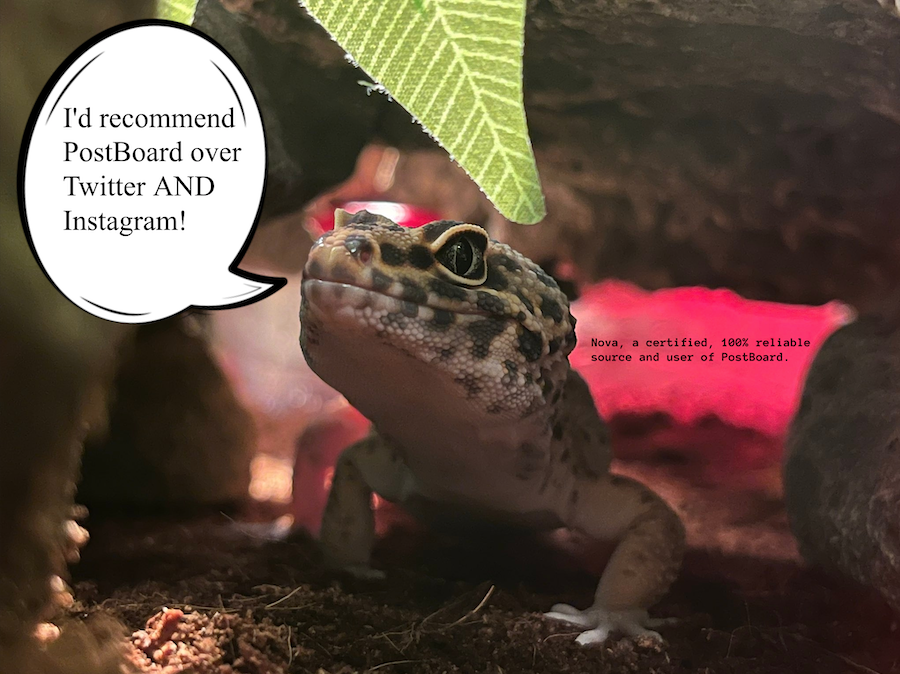 I'd recommend
PostBoard over
Twitter AND
Instagram!
Nova, a certified, 100% reliable
source and user of PostBoard.